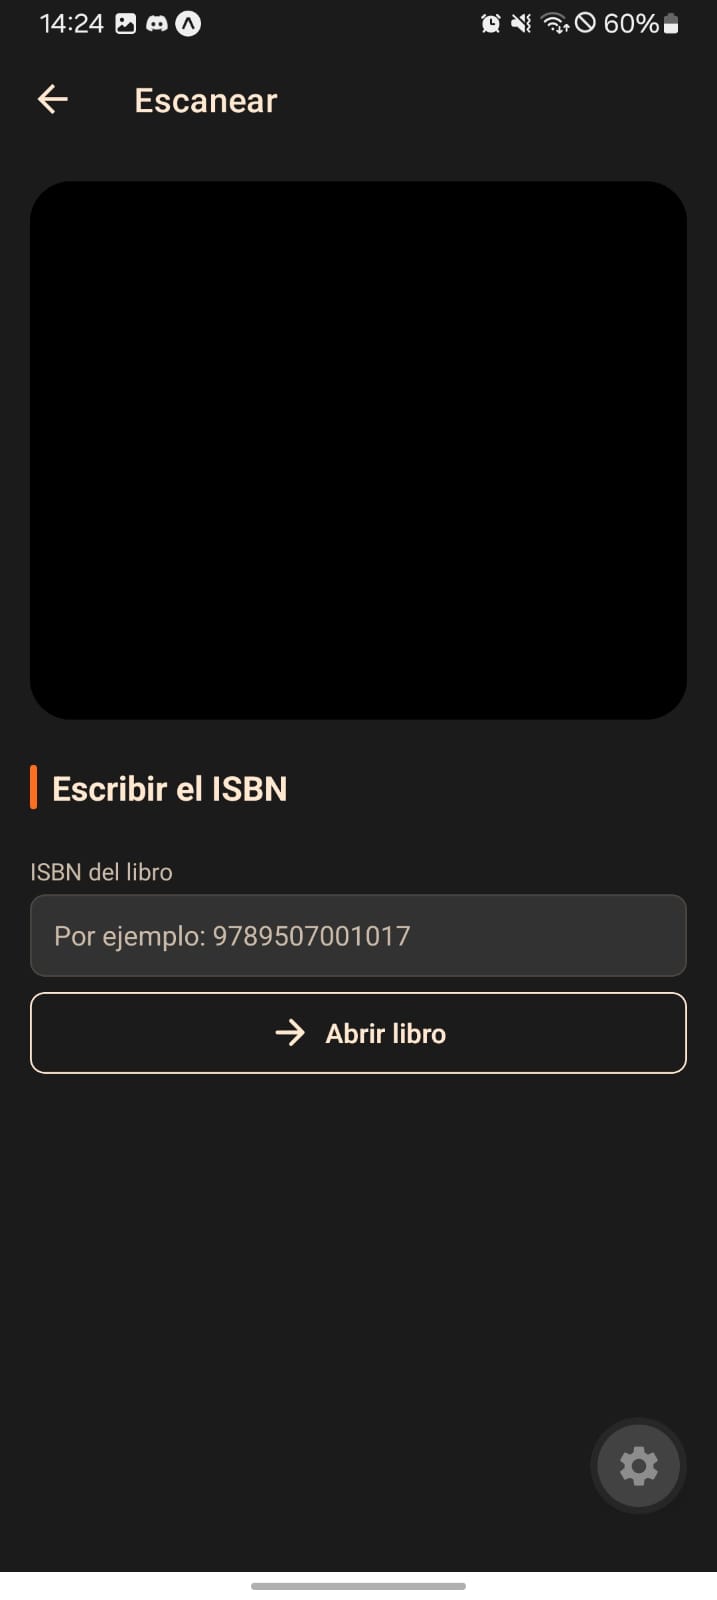 14:24
60%
Escanear
Escribir el ISBN
ISBN del libro
Por ejemplo: 9789507001017
Abrir libro